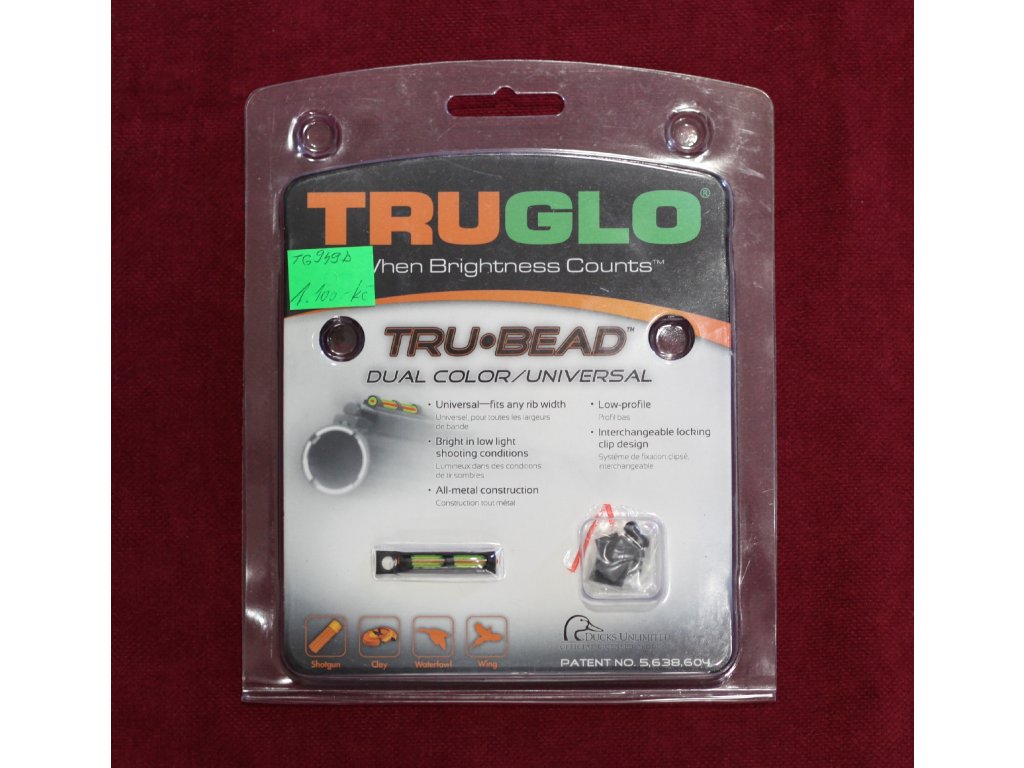 TRUGLO®
TG949D
When Brightness Counts™
1.100,-Kč
TRU•BEAD™
DUAL COLOR/UNIVERSAL
• Universal—fits any rib width
Universel, pour toutes les largeurs
de bande
• Bright in low light
shooting conditions
Lumineux dans des conditions
de tir sombres
• All-metal construction
Construction tout métal
• Low-profile
Profil bas
• Interchangeable locking
clip design
Système de fixation clipsé,
interchangeable
Shotgun
Clay
Waterfowl
Wing
DUCKS UNLIMITED
PATENT NO. 5,638,604